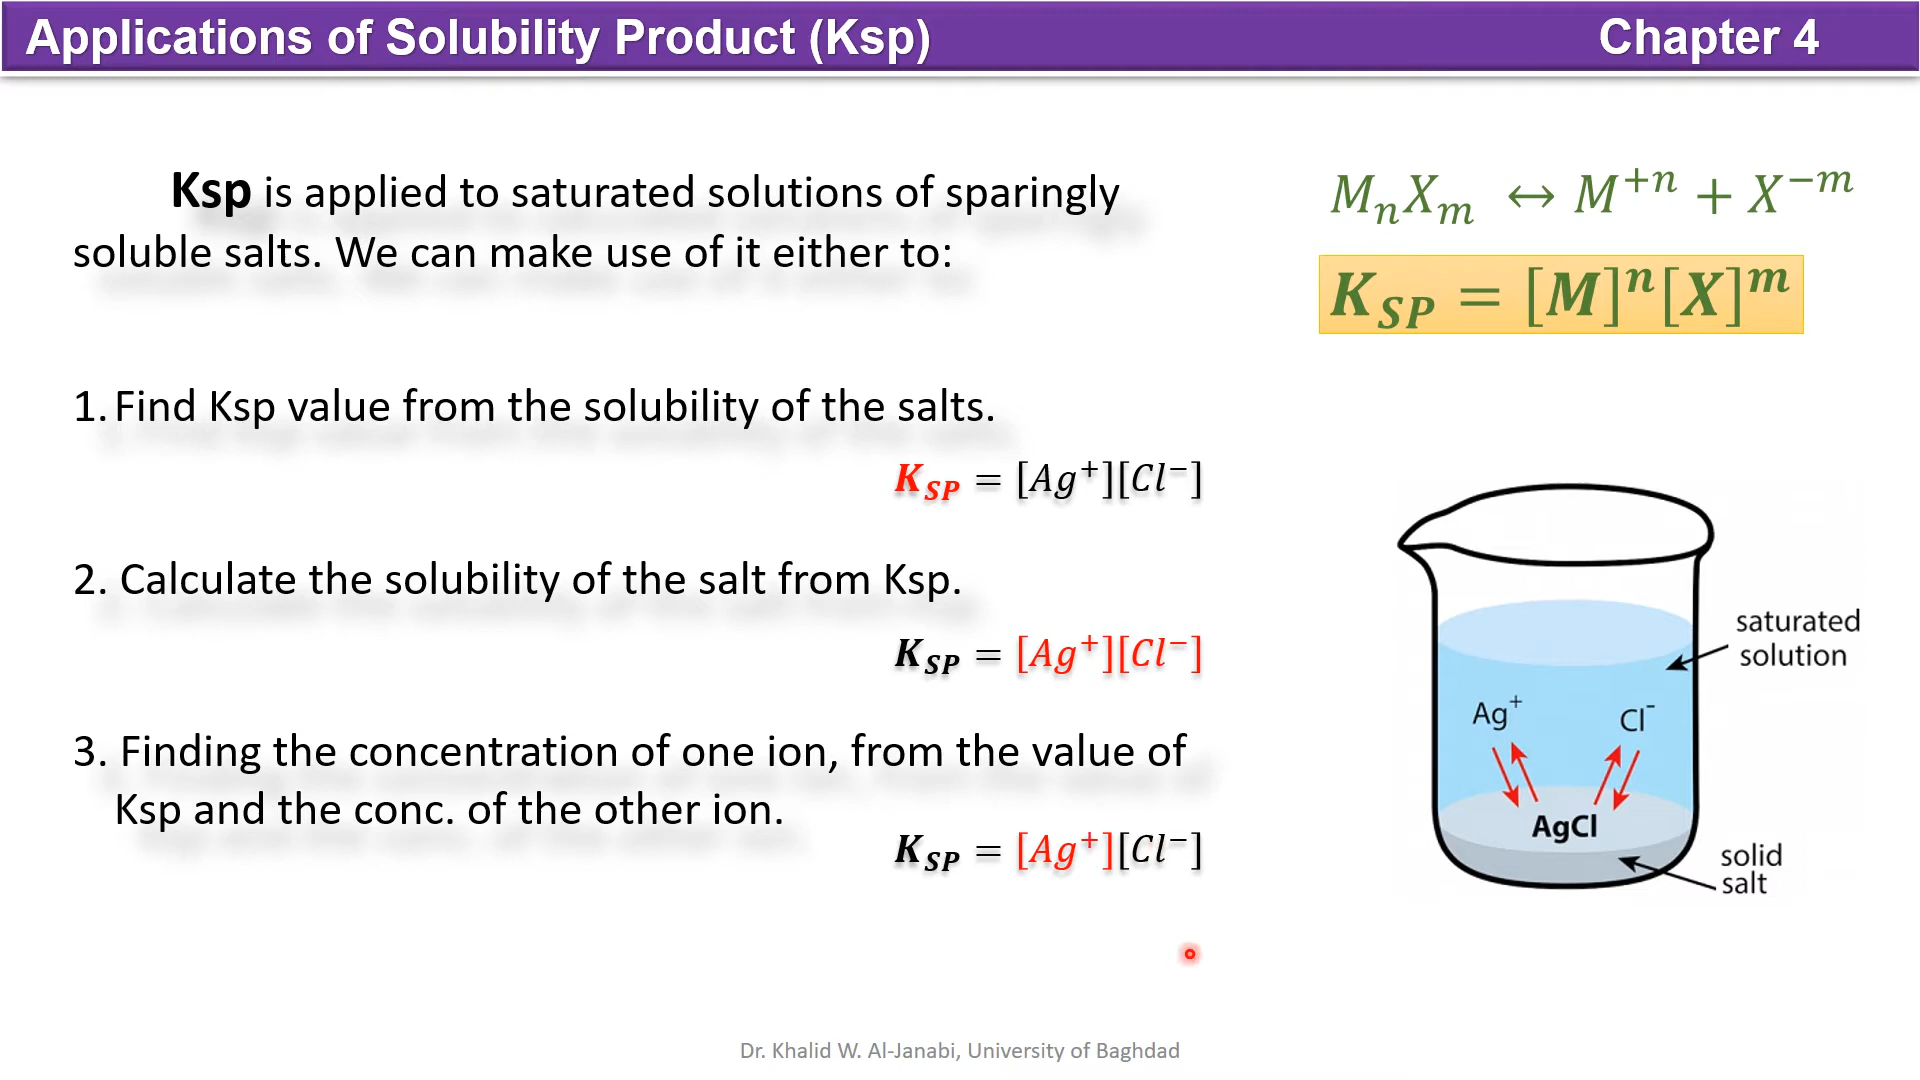 Applications of Solubility Product (Ksp)
Chapter 4
Ksp is applied to saturated solutions of sparingly
soluble salts. We can make use of it either to:
MₙXₘ ↔ M⁺ⁿ + X⁻ᵐ
K_SP = [M]ⁿ[X]ᵐ
1. Find Ksp value from the solubility of the salts.
K_SP = [Ag⁺][Cl⁻]
2. Calculate the solubility of the salt from Ksp.
K_SP = [Ag⁺][Cl⁻]
3. Finding the concentration of one ion, from the value of
Ksp and the conc. of the other ion.
K_SP = [Ag⁺][Cl⁻]
saturated
solution
Ag⁺
Cl⁻
AgCl
solid
salt
Dr. Khalid W. Al-Janabi, University of Baghdad